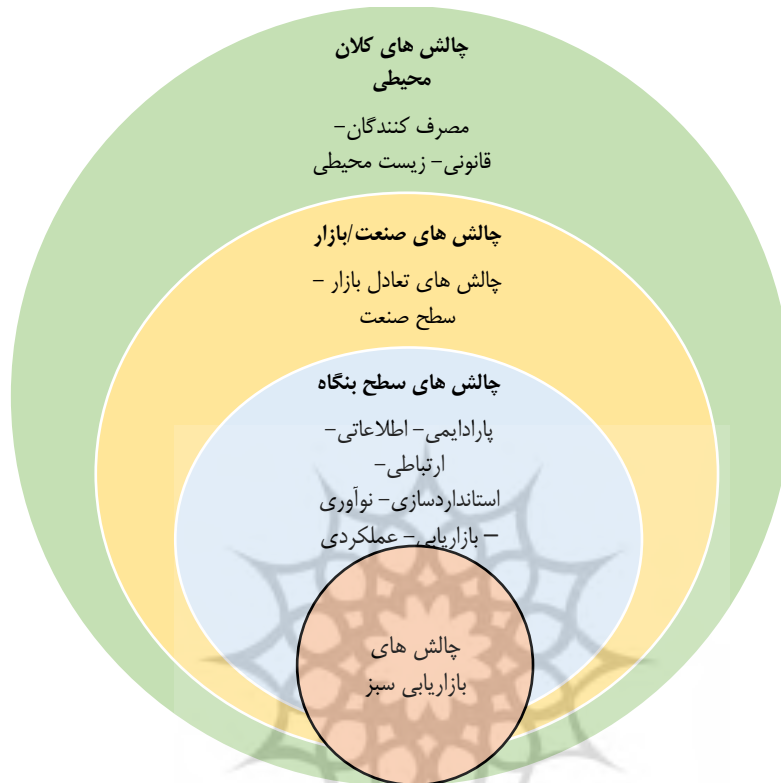 چالش های کلان
محیطی
مصرف کنندگان-
قانونی- زیست محیطی
چالش های صنعت/بازار
چالش های تعادل بازار -
سطح صنعت
چالش های سطح بنگاه
پارادایمی- اطلاعاتی-
ارتباطی-
استانداردسازی- نوآوری
– بازاریابی- عملکردی
چالش های
بازاریابی سبز